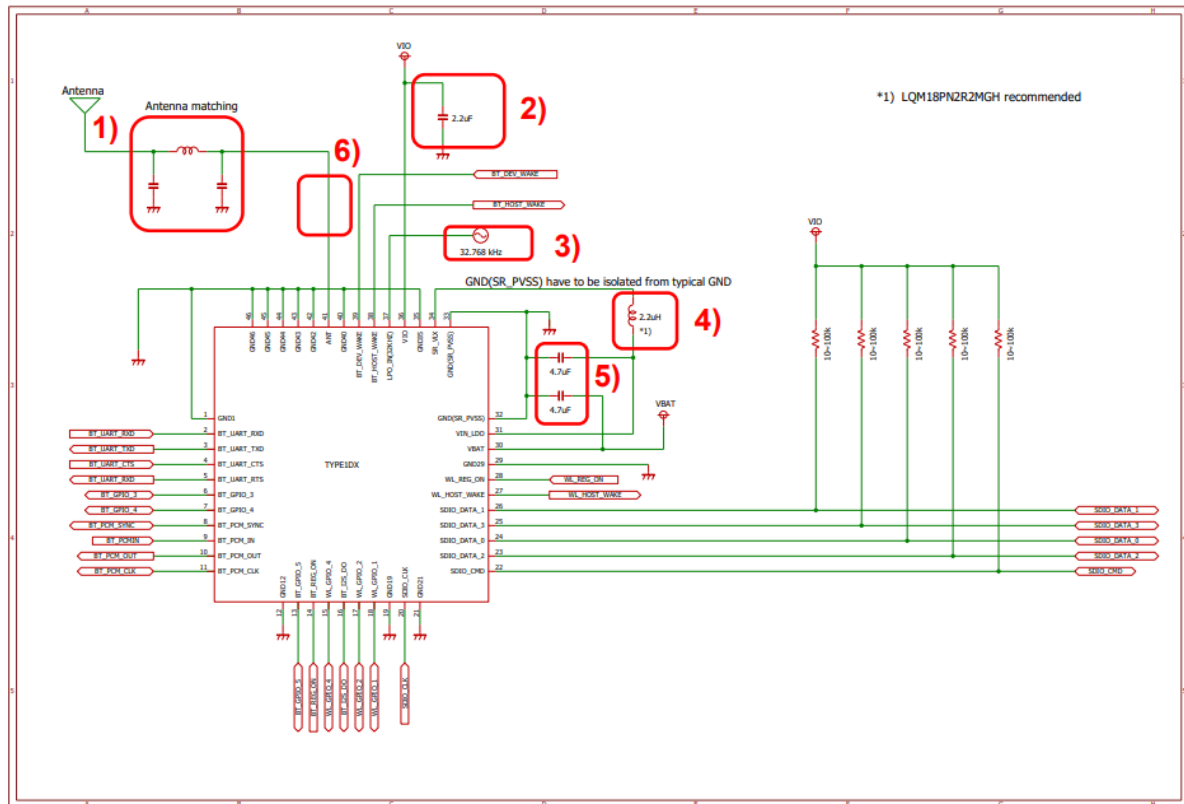 A B C D E F G H
VIO
Antenna
1)
Antenna matching
2.2uF
2)
*1) LQM18PN2R2MGH recommended
6)
BT_DEV_WAKE
BT_HOST_WAKE
32.768 kHz
3)
VIO
GND(SR_PVSS) have to be isolated from typical GND
2.2uH
*1)
4)
4.7uF
4.7uF
5)
VBAT
10~100k
10~100k
10~100k
10~100k
10~100k
46 45 44 43 42 41 40 39 38 37 36 35 34 33
GND46
GND45
GND44
GND43
GND42
ANT
GND40
BT_DEV_WAKE
BT_HOST_WAKE
LPO_IN(32KHZ)
VIO
GND35
SR_VLX
GND(SR_PVSS)
TYPE1DX
1 GND1
BT_UART_RXD 2 BT_UART_RXD
BT_UART_TXD 3 BT_UART_TXD
BT_UART_CTS 4 BT_UART_CTS
BT_UART_RXD 5 BT_UART_RTS
BT_GPIO_3 6 BT_GPIO_3
BT_GPIO_4 7 BT_GPIO_4
BT_PCM_SYNC 8 BT_PCM_SYNC
BT_PCMIN 9 BT_PCM_IN
BT_PCM_OUT 10 BT_PCM_OUT
BT_PCM_CLK 11 BT_PCM_CLK
GND(SR_PVSS) 32
VIN_LDO 31
VBAT 30
GND29 29
WL_REG_ON 28 WL_REG_ON
WL_HOST_WAKE 27 WL_HOST_WAKE
SDIO_DATA_1 26 SDIO_DATA_1
SDIO_DATA_3 25 SDIO_DATA_3
SDIO_DATA_0 24 SDIO_DATA_0
SDIO_DATA_2 23 SDIO_DATA_2
SDIO_CMD 22 SDIO_CMD
GND12
BT_GPIO_5
BT_REG_ON
WL_GPIO_4
BT_I2S_DO
WL_GPIO_2
WL_GPIO_1
GND19
SDIO_CLK
GND21
12 13 14 15 16 17 18 19 20 21
BT_GPIO_5
BT_REG_ON
WL_GPIO_4
BT_I2S_DO
WL_GPIO_2
WL_GPIO_1
SDIO_CLK
1
2
3
4
5